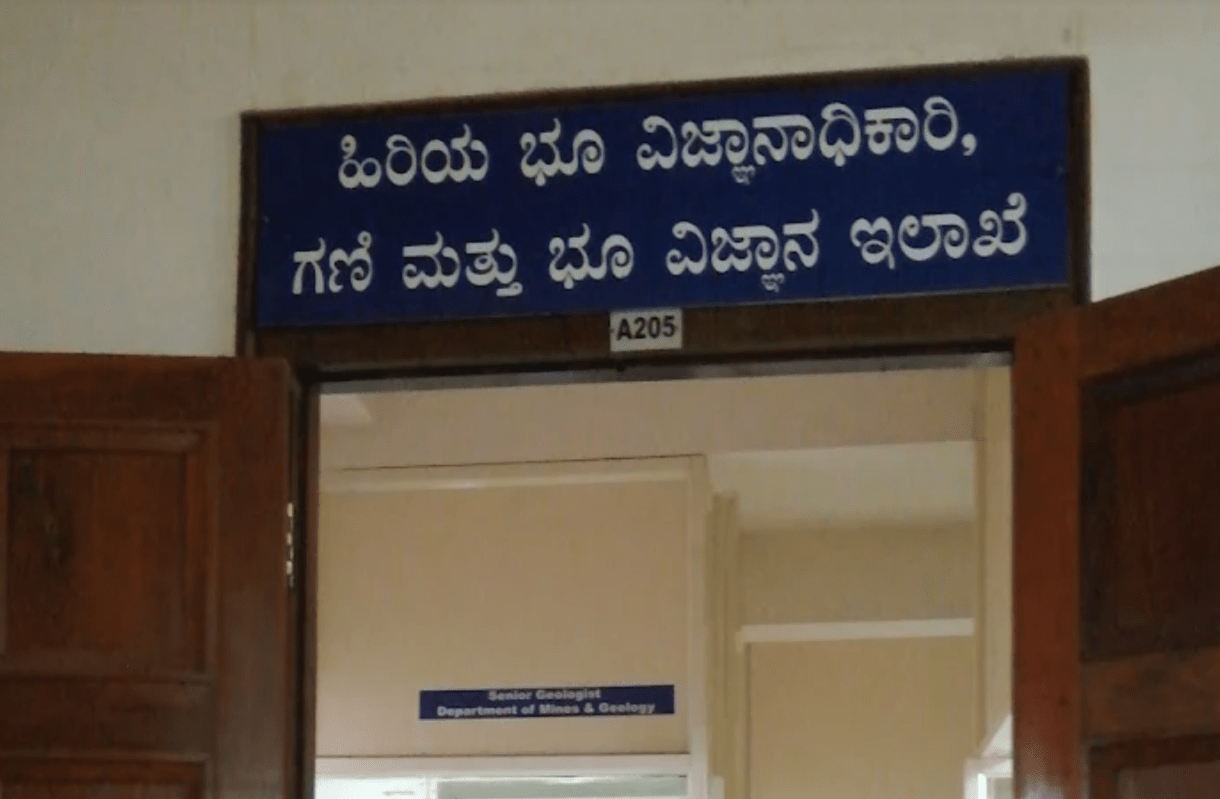 ಹಿರಿಯ ಭೂ ವಿಜ್ಞಾನಾಧಿಕಾರಿ,
ಗಣಿ ಮತ್ತು ಭೂ ವಿಜ್ಞಾನ ಇಲಾಖೆ
A205
Senior Geologist
Department of Mines & Geology